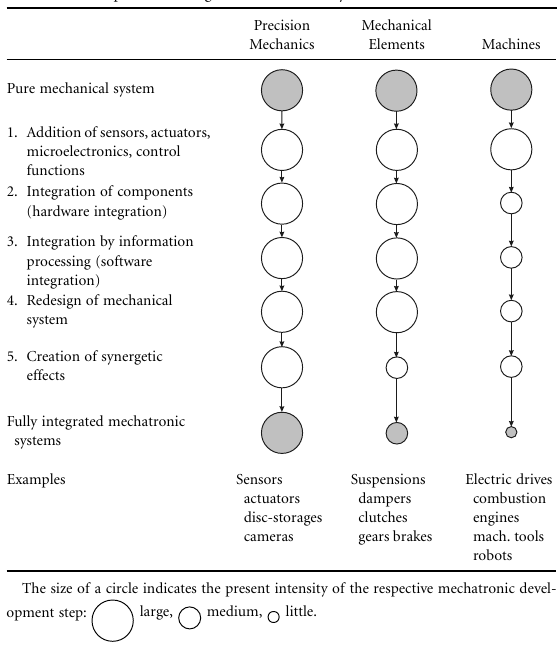 Precision
Mechanics
Mechanical
Elements
Machines
Pure mechanical system
1. Addition of sensors, actuators,
microelectronics, control
functions
2. Integration of components
(hardware integration)
3. Integration by information
processing (software
integration)
4. Redesign of mechanical
system
5. Creation of synergetic
effects
Fully integrated mechatronic
systems
Examples
Sensors
actuators
disc-storages
cameras
Suspensions
dampers
clutches
gears brakes
Electric drives
combustion
engines
mach. tools
robots
The size of a circle indicates the present intensity of the respective mechatronic devel-
opment step: large, medium, little.